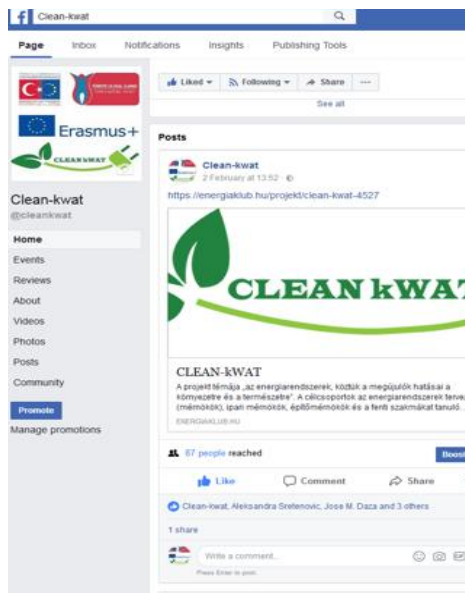 Clean-kwat
Page Inbox Notifications Insights Publishing Tools
Liked Following Share
See all
Erasmus+
CLEAN kWAT
Clean-kwat
@cleankwat
Home
Events
Reviews
About
Videos
Photos
Posts
Community
Promote
Manage promotions
Posts
Clean-kwat
2 February at 13:52
https://energiaklub.hu/projekt/clean-kwat-4527
CLEAN kWAT
CLEAN-kWAT
A projekt témája „az energiarendszerek, köztük a megújulók hatásai a
környezetre és a természetre". A célcsoportok az energiarendszerek terve
(mérnökök), ipari mérnökök, építőmérnökök és a fenti szakmákat tanuló...
ENERGIAKLUB.HU
67 people reached
Boost
Like Comment Share
Clean-kwat, Aleksandra Sretenovic, Jose M. Daza and 3 others
1 share
Write a comment...
Press Enter to post.